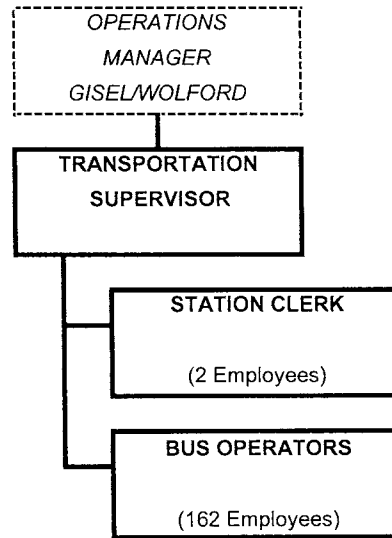 OPERATIONS
MANAGER
GISEL/WOLFORD
TRANSPORTATION
SUPERVISOR
STATION CLERK
(2 Employees)
BUS OPERATORS
(162 Employees)